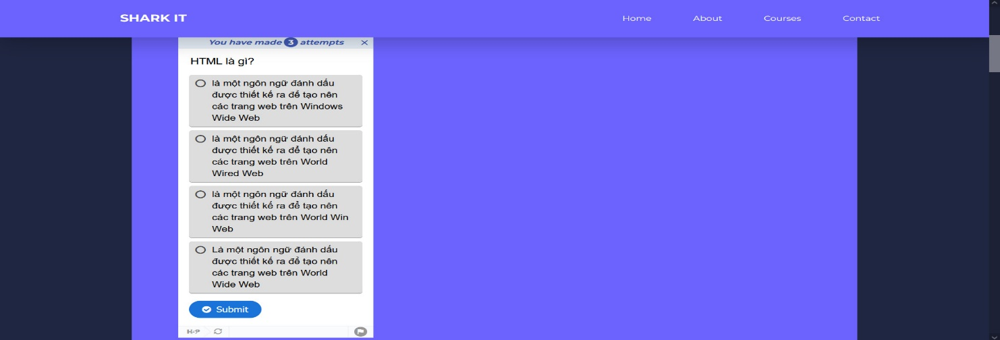 SHARK IT Home About Courses Contact
You have made 3 attempts
HTML là gì?
là một ngôn ngữ đánh dấu
được thiết kế ra để tạo nên
các trang web trên Windows
Wide Web
là một ngôn ngữ đánh dấu
được thiết kế ra để tạo nên
các trang web trên World
Wired Web
là một ngôn ngữ đánh dấu
được thiết kế ra để tạo nên
các trang web trên World Win
Web
Là một ngôn ngữ đánh dấu
được thiết kế ra để tạo nên
các trang web trên World
Wide Web
Submit
H-P